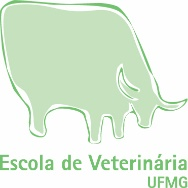 Escola de Veterinária
UFMG